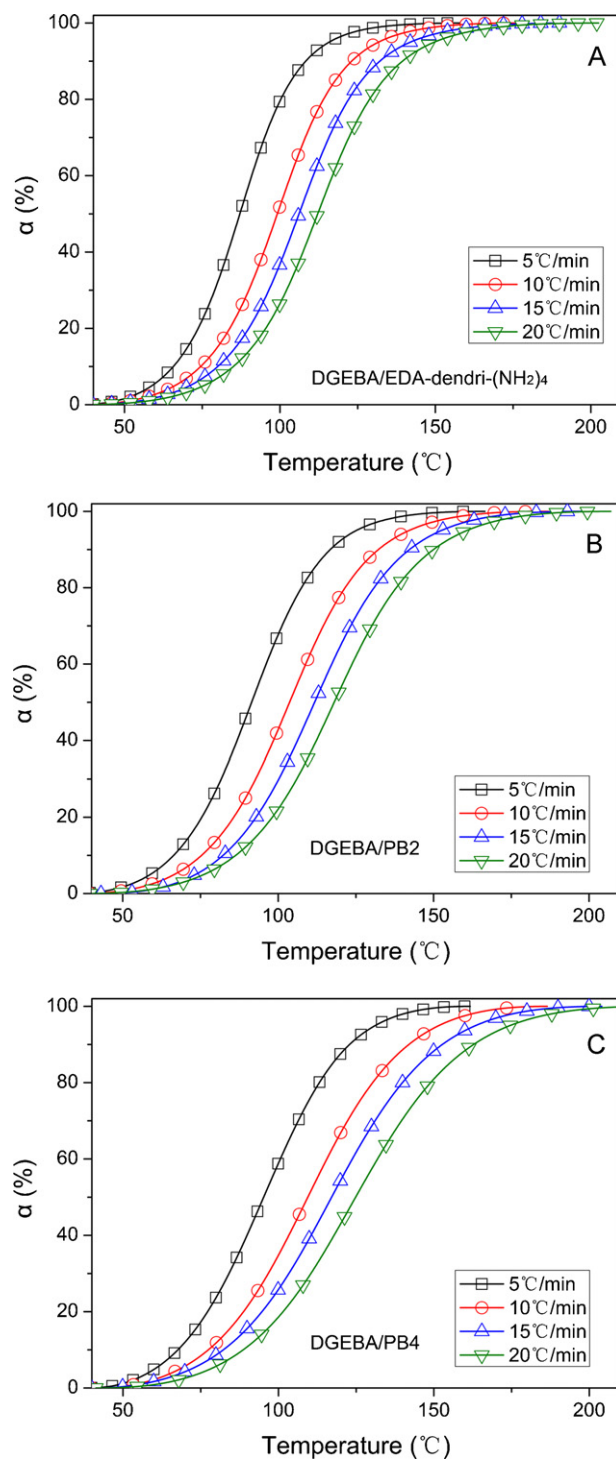 100
80
60
40
20
0
α (%)
A
5℃/min
10℃/min
15℃/min
20℃/min
DGEBA/EDA-dendri-(NH₂)₄
50 100 150 200
Temperature (℃)
100
80
60
40
20
0
α (%)
B
5℃/min
10℃/min
15℃/min
20℃/min
DGEBA/PB2
50 100 150 200
Temperature (℃)
100
80
60
40
20
0
α (%)
C
5℃/min
10℃/min
15℃/min
20℃/min
DGEBA/PB4
50 100 150 200
Temperature (℃)